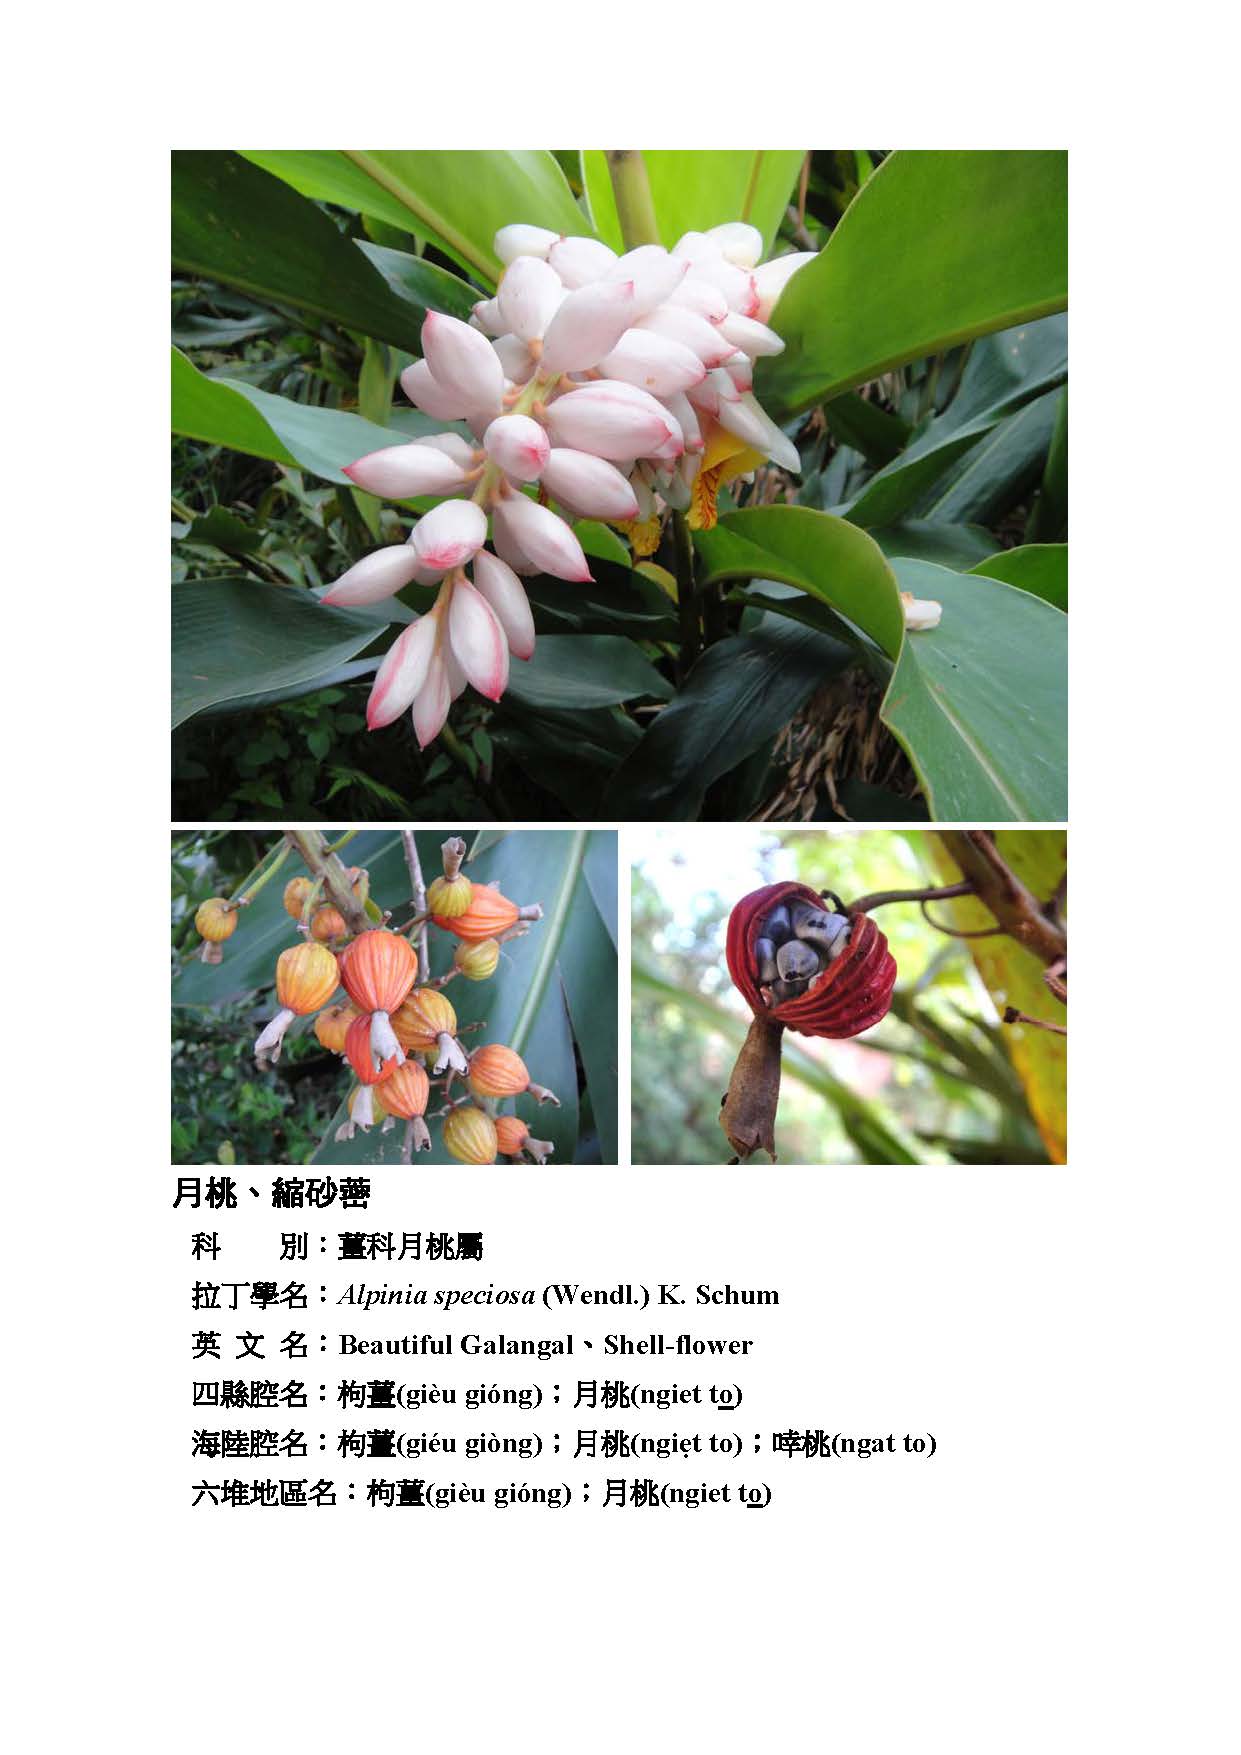 月桃、縮砂蔤
科　　別：薑科月桃屬
拉丁學名：Alpinia speciosa (Wendl.) K. Schum
英 文 名：Beautiful Galangal、Shell-flower
四縣腔名：枸薑(gièu gióng)；月桃(ngiet to)
海陸腔名：枸薑(giéu giòng)；月桃(ngiẹt to)；㖪桃(ngat to)
六堆地區名：枸薑(gièu gióng)；月桃(ngiet to)